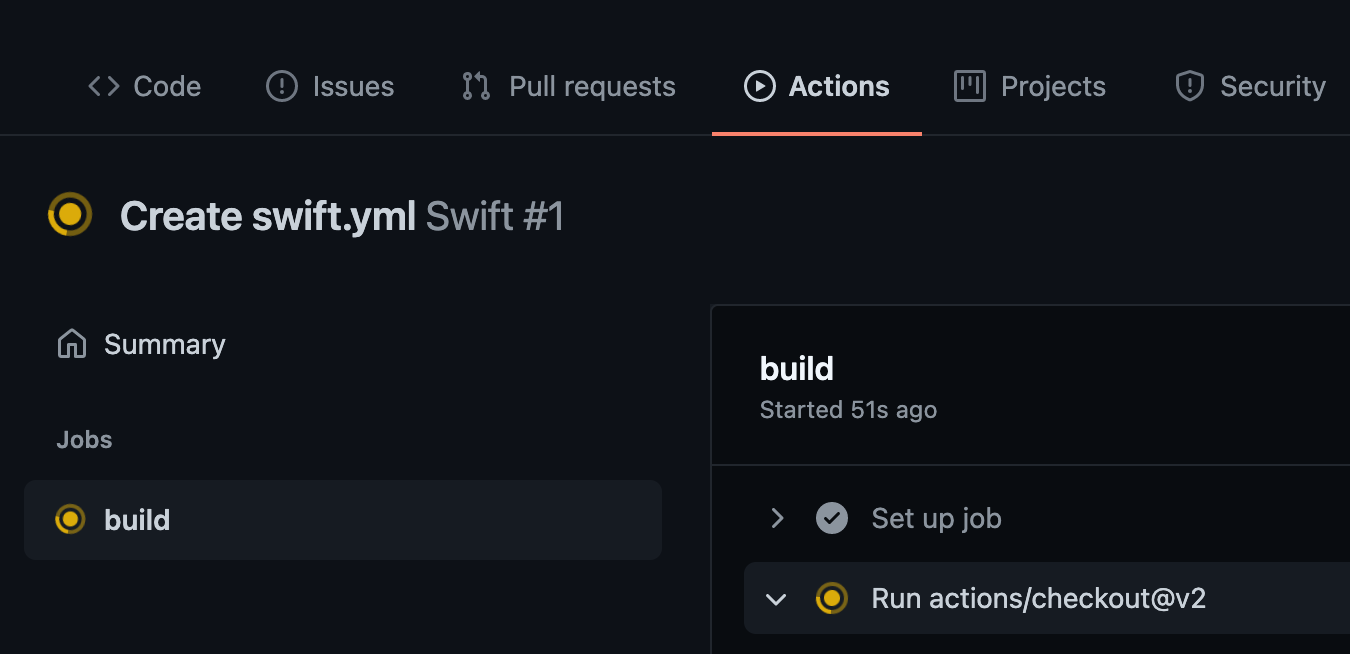 Code Issues Pull requests Actions Projects Security
Create swift.yml Swift #1
Summary
Jobs
build
build
Started 51s ago
Set up job
Run actions/checkout@v2